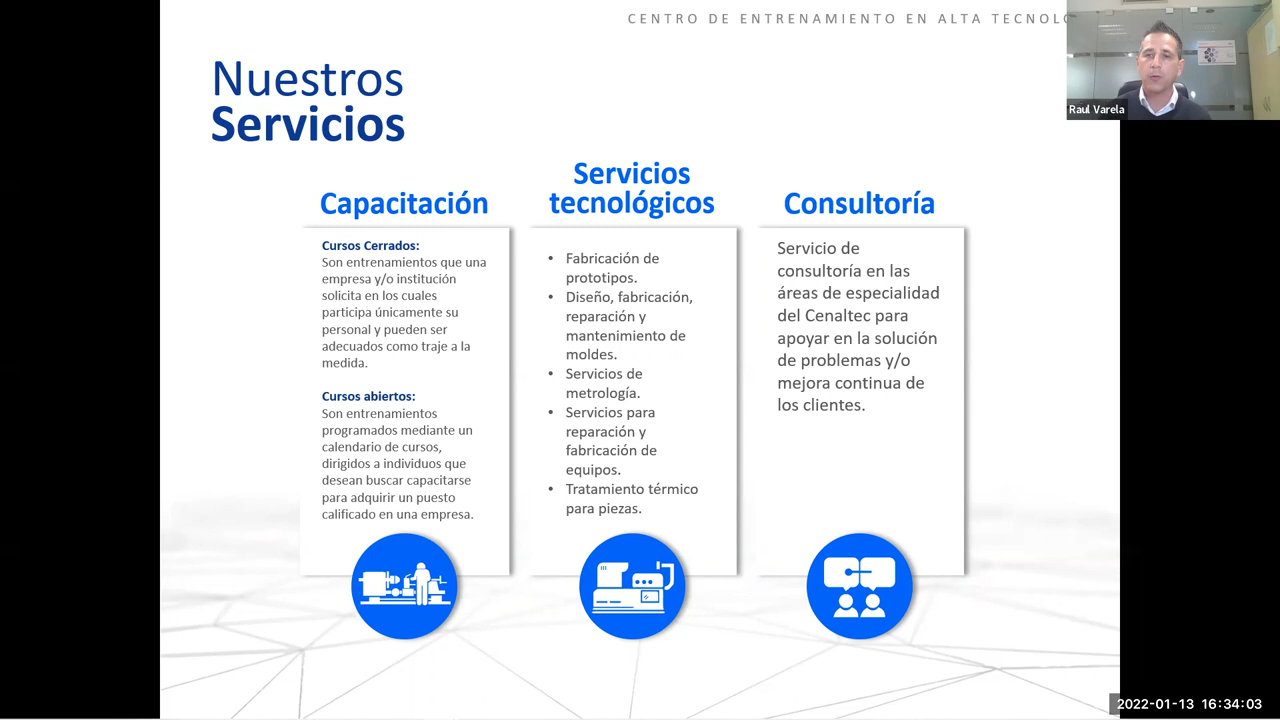 CENTRO DE ENTRENAMIENTO EN ALTA
Raul Varela
Nuestros
Servicios
Capacitación
Cursos Cerrados:
Son entrenamientos que una
empresa y/o institución
solicita en los cuales
participa únicamente su
personal y pueden ser
adecuados como traje a la
medida.
Cursos abiertos:
Son entrenamientos
programados mediante un
calendario de cursos,
dirigidos a individuos que
desean buscar capacitarse
para adquirir un puesto
calificado en una empresa.
Servicios
tecnológicos
• Fabricación de
prototipos.
• Diseño, fabricación,
reparación y
mantenimiento de
moldes.
• Servicios de
metrología.
• Servicios para
reparación y
fabricación de
equipos.
• Tratamiento térmico
para piezas.
Consultoría
Servicio de
consultoría en las
áreas de especialidad
del Cenaltec para
apoyar en la solución
de problemas y/o
mejora continua de
los clientes.
2022-01-13 16:34:03